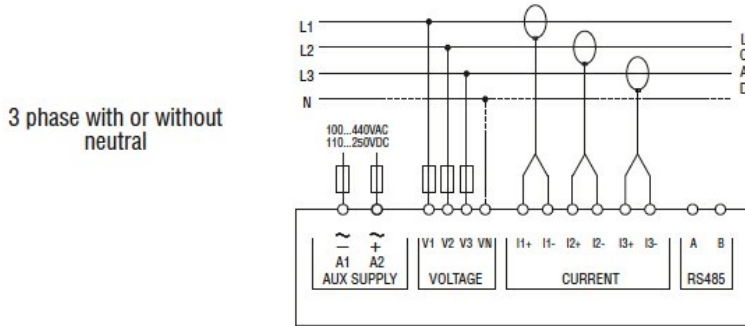 3 phase with or without
neutral
L1
L2
L3
N
L
O
A
D
100...440VAC
110...250VDC
V1 V2 V3 VN I1+ I1- I2+ I2- I3+ I3- A B
~ ~
− +
A1 A2
AUX SUPPLY VOLTAGE CURRENT RS485